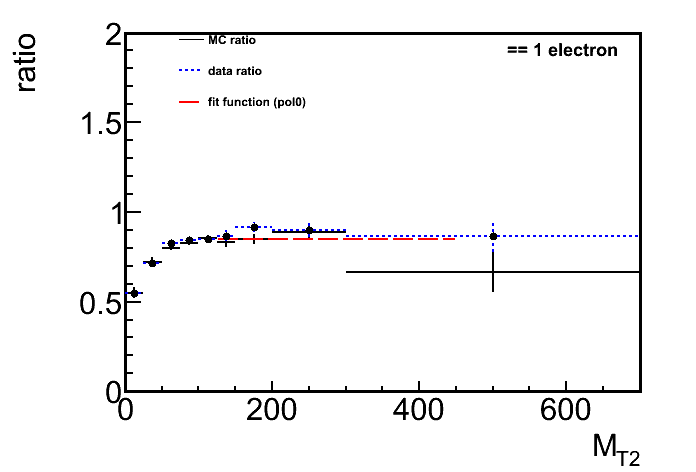 ratio
2
1.5
1
0.5
0
MC ratio
data ratio
fit function (pol0)
== 1 electron
0
200
400
600
M_T2